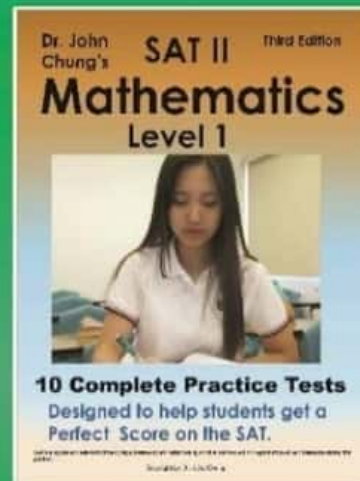 Dr. John
Chung's
SAT II
Third Edition
Mathematics
Level 1
10 Complete Practice Tests
Designed to help students get a
Perfect Score on the SAT.